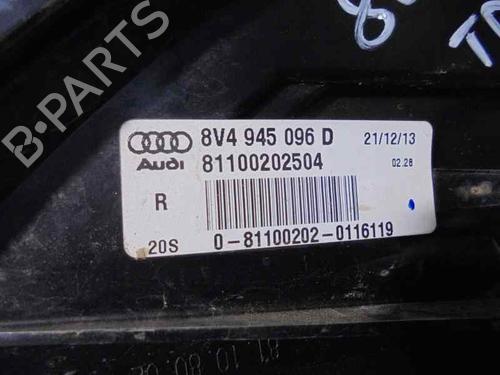 B-PARTS
8V4 945 096 D 21/12/13
Audi 81100202504 02.28
R
20S 0-81100202-0116119